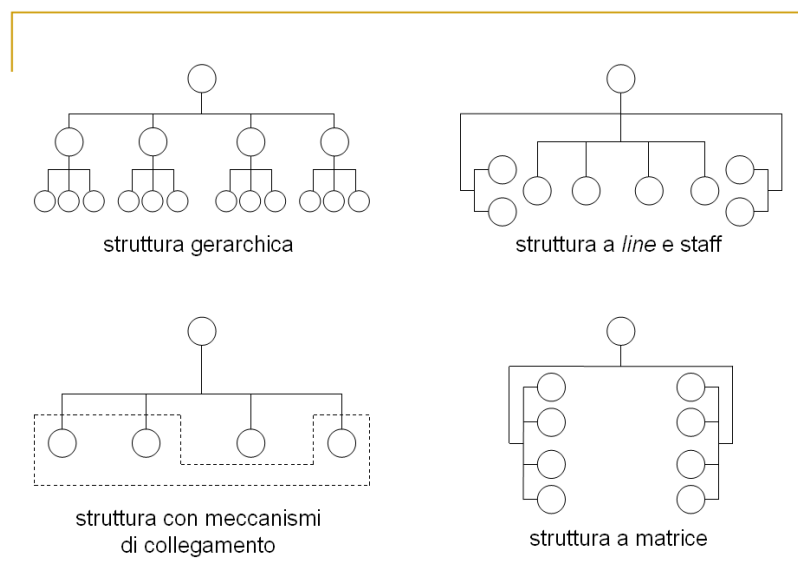 struttura gerarchica
struttura a line e staff
struttura con meccanismi
di collegamento
struttura a matrice